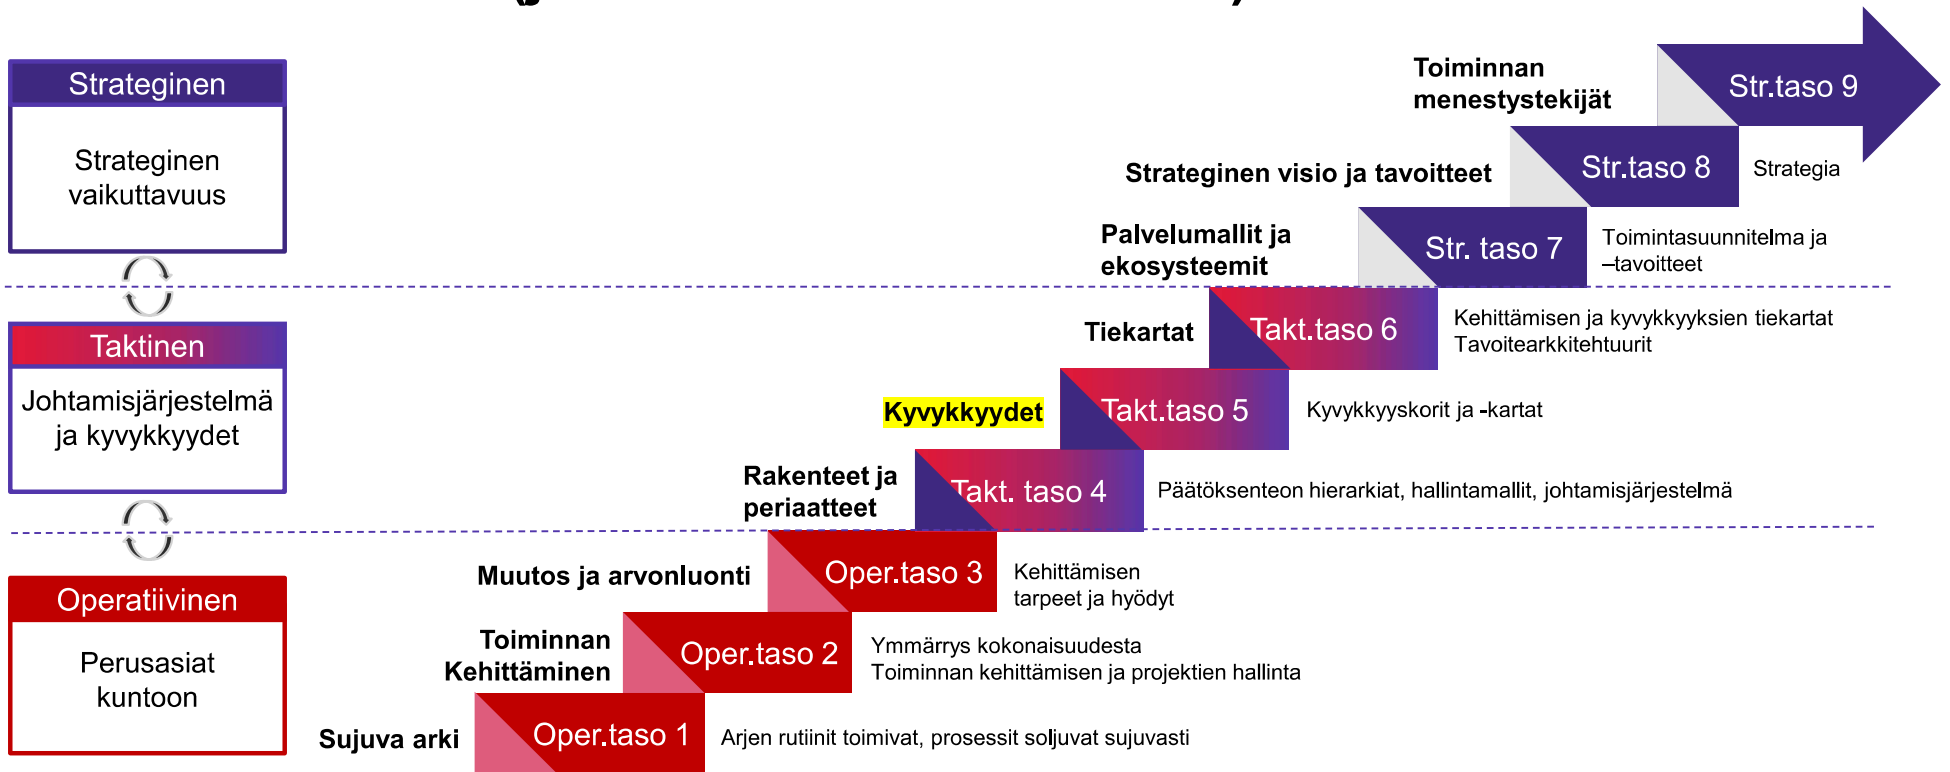 Strateginen
Strateginen
vaikuttavuus
Toiminnan
menestystekijät
Str.taso 9
Strateginen visio ja tavoitteet
Str.taso 8
Strategia
Palvelumallit ja
ekosysteemit
Str. taso 7
Toimintasuunnitelma ja
–tavoitteet
Taktinen
Johtamisjärjestelmä
ja kyvykkyydet
Tiekartat
Takt.taso 6
Kehittämisen ja kyvykkyyksien tiekartat
Tavoitearkkitehtuurit
Kyvykkyydet
Takt.taso 5
Kyvykkyyskorit ja -kartat
Rakenteet ja
periaatteet
Takt. taso 4
Päätöksenteon hierarkiat, hallintamallit, johtamisjärjestelmä
Operatiivinen
Perusasiat
kuntoon
Muutos ja arvonluonti
Oper.taso 3
Kehittämisen
tarpeet ja hyödyt
Toiminnan
Kehittäminen
Oper.taso 2
Ymmärrys kokonaisuudesta
Toiminnan kehittämisen ja projektien hallinta
Sujuva arki
Oper.taso 1
Arjen rutiinit toimivat, prosessit soljuvat sujuvasti